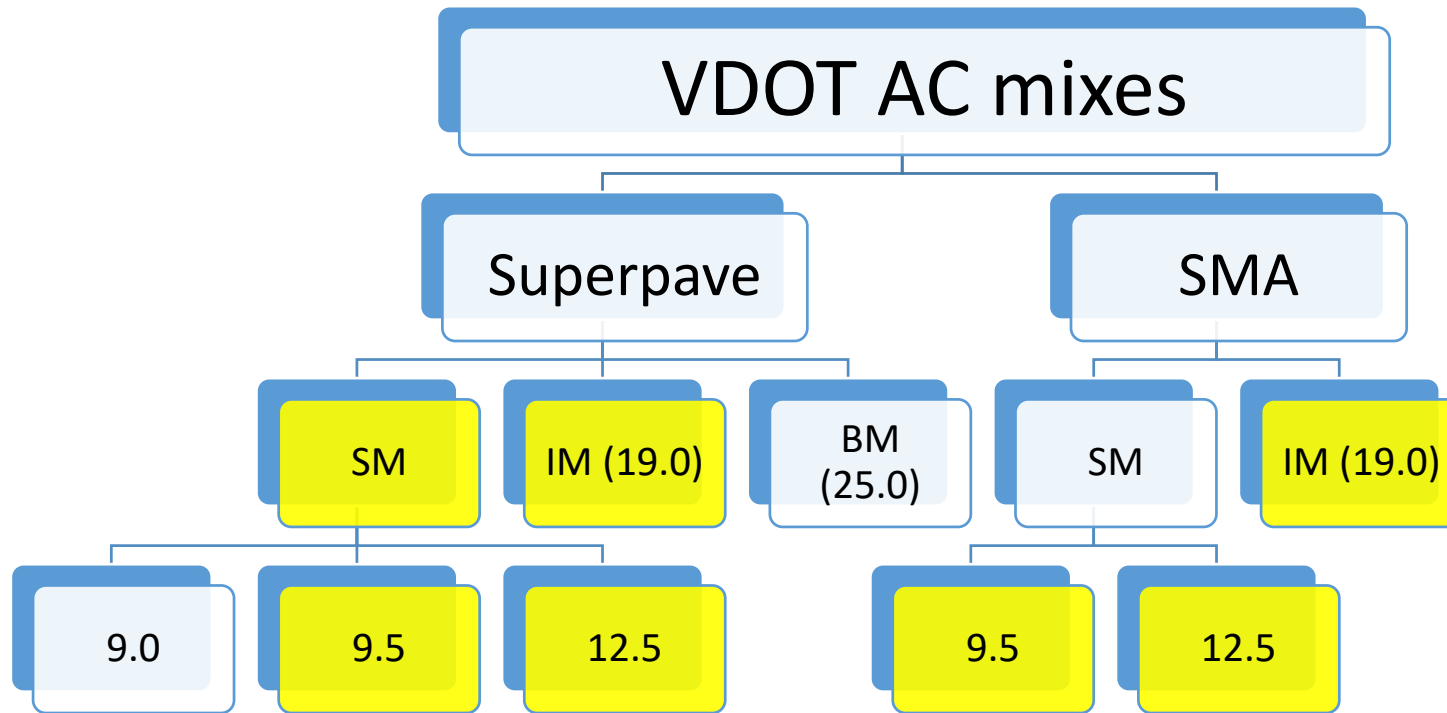 VDOT AC mixes
Superpave
SMA
SM
IM (19.0)
BM
(25.0)
SM
IM (19.0)
9.0
9.5
12.5
9.5
12.5